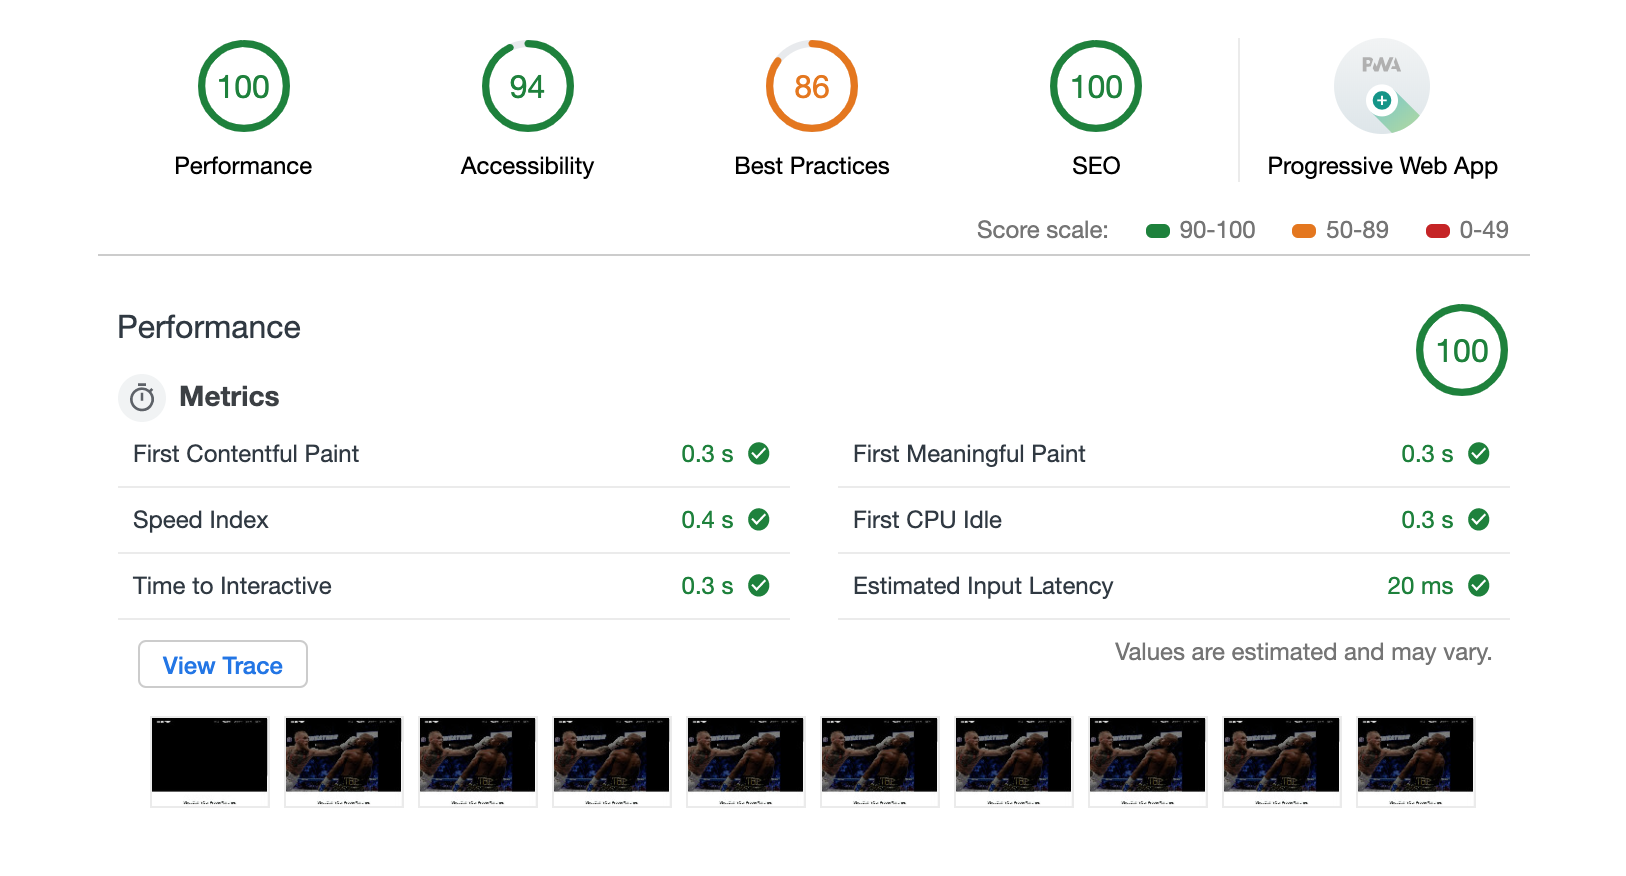 100
94
86
100
PWA
Performance
Accessibility
Best Practices
SEO
Progressive Web App
Score scale: 90-100 50-89 0-49
Performance
100
Metrics
First Contentful Paint 0.3 s
First Meaningful Paint 0.3 s
Speed Index 0.4 s
First CPU Idle 0.3 s
Time to Interactive 0.3 s
Estimated Input Latency 20 ms
View Trace
Values are estimated and may vary.